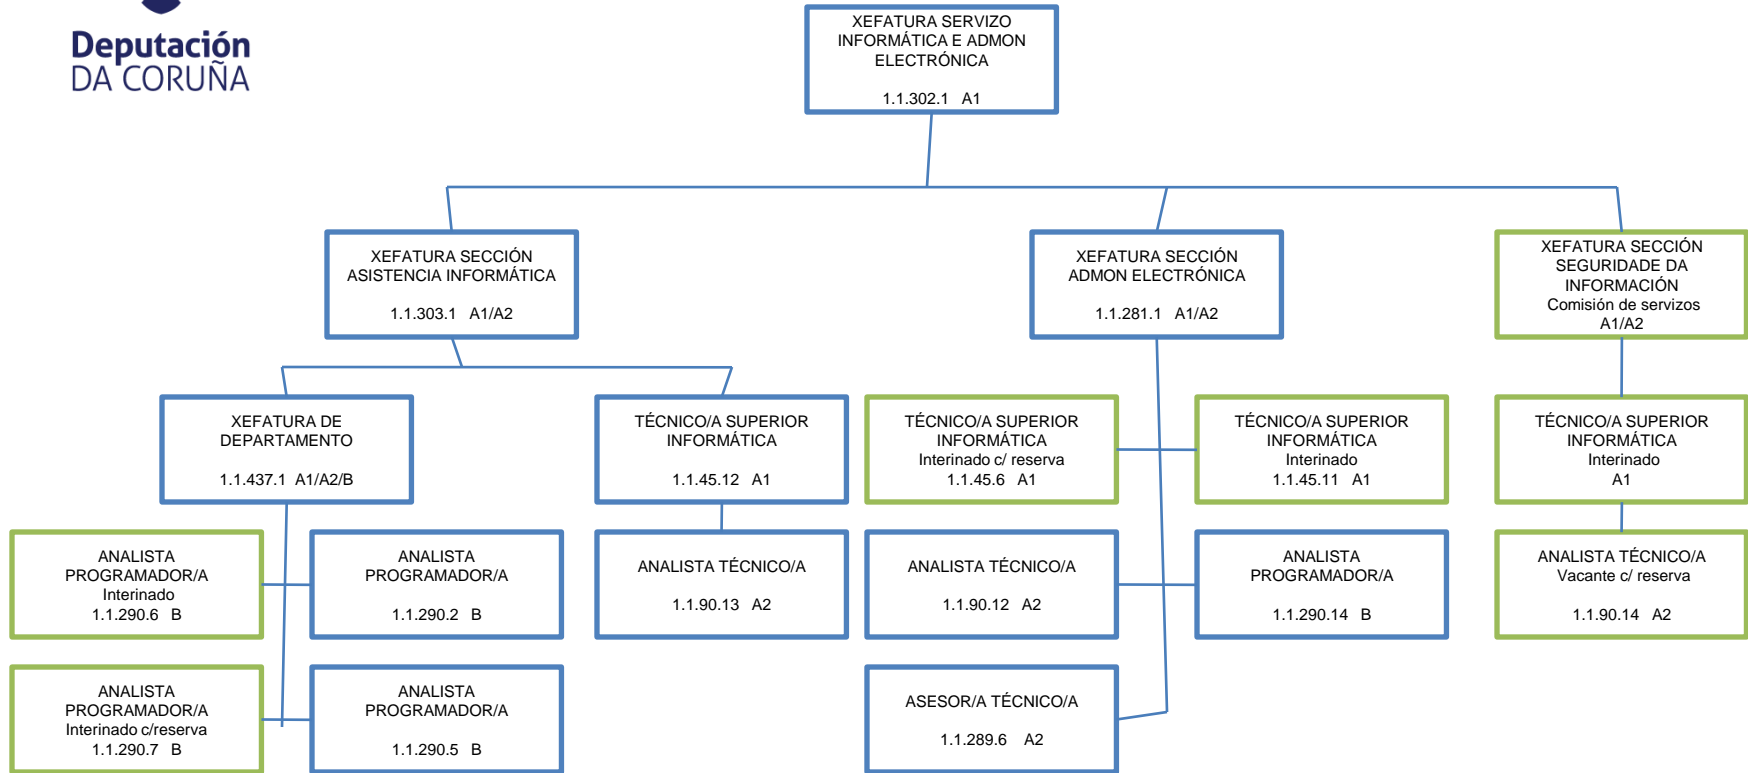 Deputación
DA CORUÑA
XEFATURA SERVIZO
INFORMÁTICA E ADMON
ELECTRÓNICA
1.1.302.1 A1
XEFATURA SECCIÓN
ASISTENCIA INFORMÁTICA
1.1.303.1 A1/A2
XEFATURA SECCIÓN
ADMON ELECTRÓNICA
1.1.281.1 A1/A2
XEFATURA SECCIÓN
SEGURIDADE DA
INFORMACIÓN
Comisión de servizos
A1/A2
XEFATURA DE
DEPARTAMENTO
1.1.437.1 A1/A2/B
TÉCNICO/A SUPERIOR
INFORMÁTICA
1.1.45.12 A1
TÉCNICO/A SUPERIOR
INFORMÁTICA
Interinado c/ reserva
1.1.45.6 A1
TÉCNICO/A SUPERIOR
INFORMÁTICA
Interinado
1.1.45.11 A1
TÉCNICO/A SUPERIOR
INFORMÁTICA
Interinado
A1
ANALISTA
PROGRAMADOR/A
Interinado
1.1.290.6 B
ANALISTA
PROGRAMADOR/A
1.1.290.2 B
ANALISTA TÉCNICO/A
1.1.90.13 A2
ANALISTA TÉCNICO/A
1.1.90.12 A2
ANALISTA
PROGRAMADOR/A
1.1.290.14 B
ANALISTA TÉCNICO/A
Vacante c/ reserva
1.1.90.14 A2
ANALISTA
PROGRAMADOR/A
Interinado c/reserva
1.1.290.7 B
ANALISTA
PROGRAMADOR/A
1.1.290.5 B
ASESOR/A TÉCNICO/A
1.1.289.6 A2